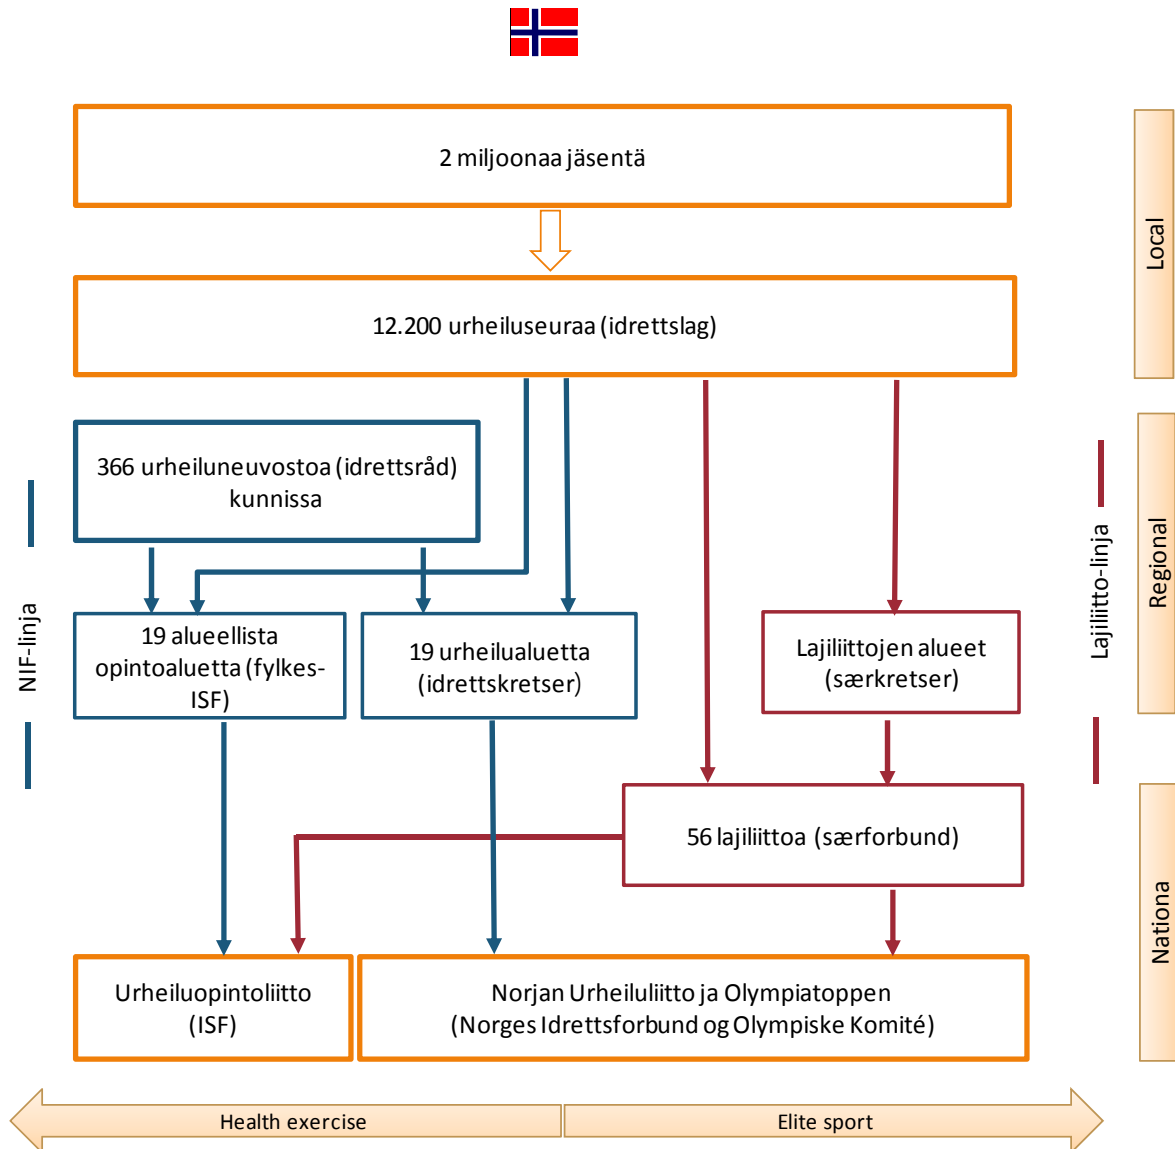 2 miljoonaa jäsentä
Local
12.200 urheiluseuraa (idrettslag)
366 urheiluneuvostoa (idrettsråd)
kunnissa
NIF-linja
Lajiliitto-linja
Regional
19 alueellista
opintoaluetta (fylkes-
ISF)
19 urheilualuetta
(idrettskretser)
Lajiliittojen alueet
(særkretser)
56 lajiliittoa (særforbund)
Nationa
Urheiluopintoliitto
(ISF)
Norjan Urheiluliitto ja Olympiatoppen
(Norges Idrettsforbund og Olympiske Komité)
Health exercise
Elite sport